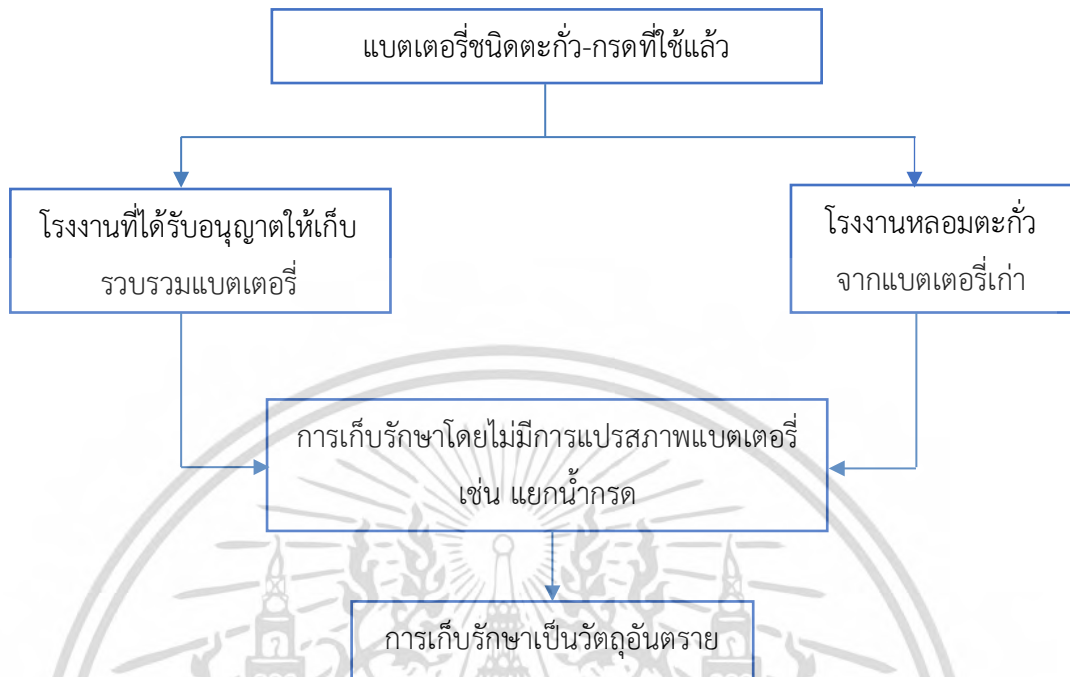 แบตเตอรี่ชนิดตะกั่ว-กรดที่ใช้แล้ว
โรงงานที่ได้รับอนุญาตให้เก็บ
รวบรวมแบตเตอรี่
โรงงานหลอมตะกั่ว
จากแบตเตอรี่เก่า
การเก็บรักษาโดยไม่มีการแปรสภาพแบตเตอรี่
เช่น แยกน้ำกรด
การเก็บรักษาเป็นวัตถุอันตราย